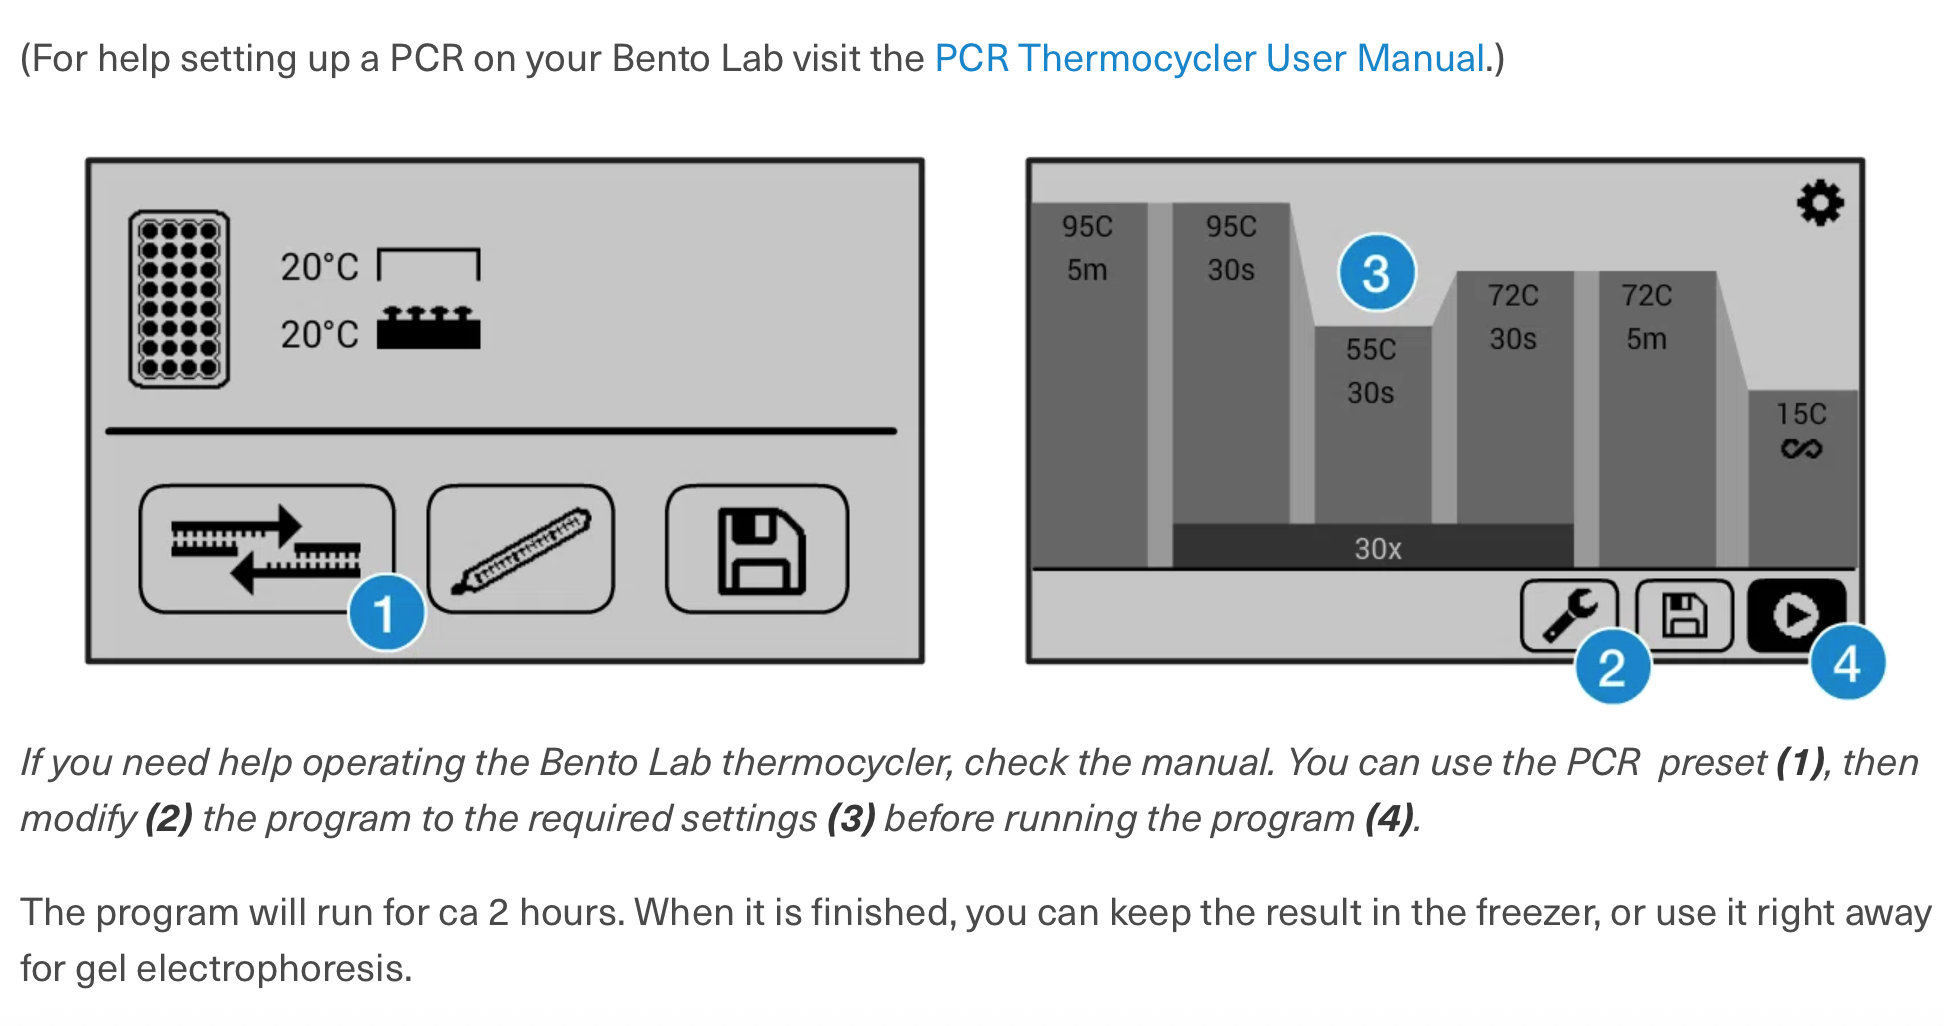 (For help setting up a PCR on your Bento Lab visit the PCR Thermocycler User Manual.)
20°C
20°C
1
95C
5m
95C
30s
3
55C
30s
72C
30s
72C
5m
15C
∞
30x
2
4
If you need help operating the Bento Lab thermocycler, check the manual. You can use the PCR  preset (1), then
modify (2) the program to the required settings (3) before running the program (4).
The program will run for ca 2 hours. When it is finished, you can keep the result in the freezer, or use it right away
for gel electrophoresis.